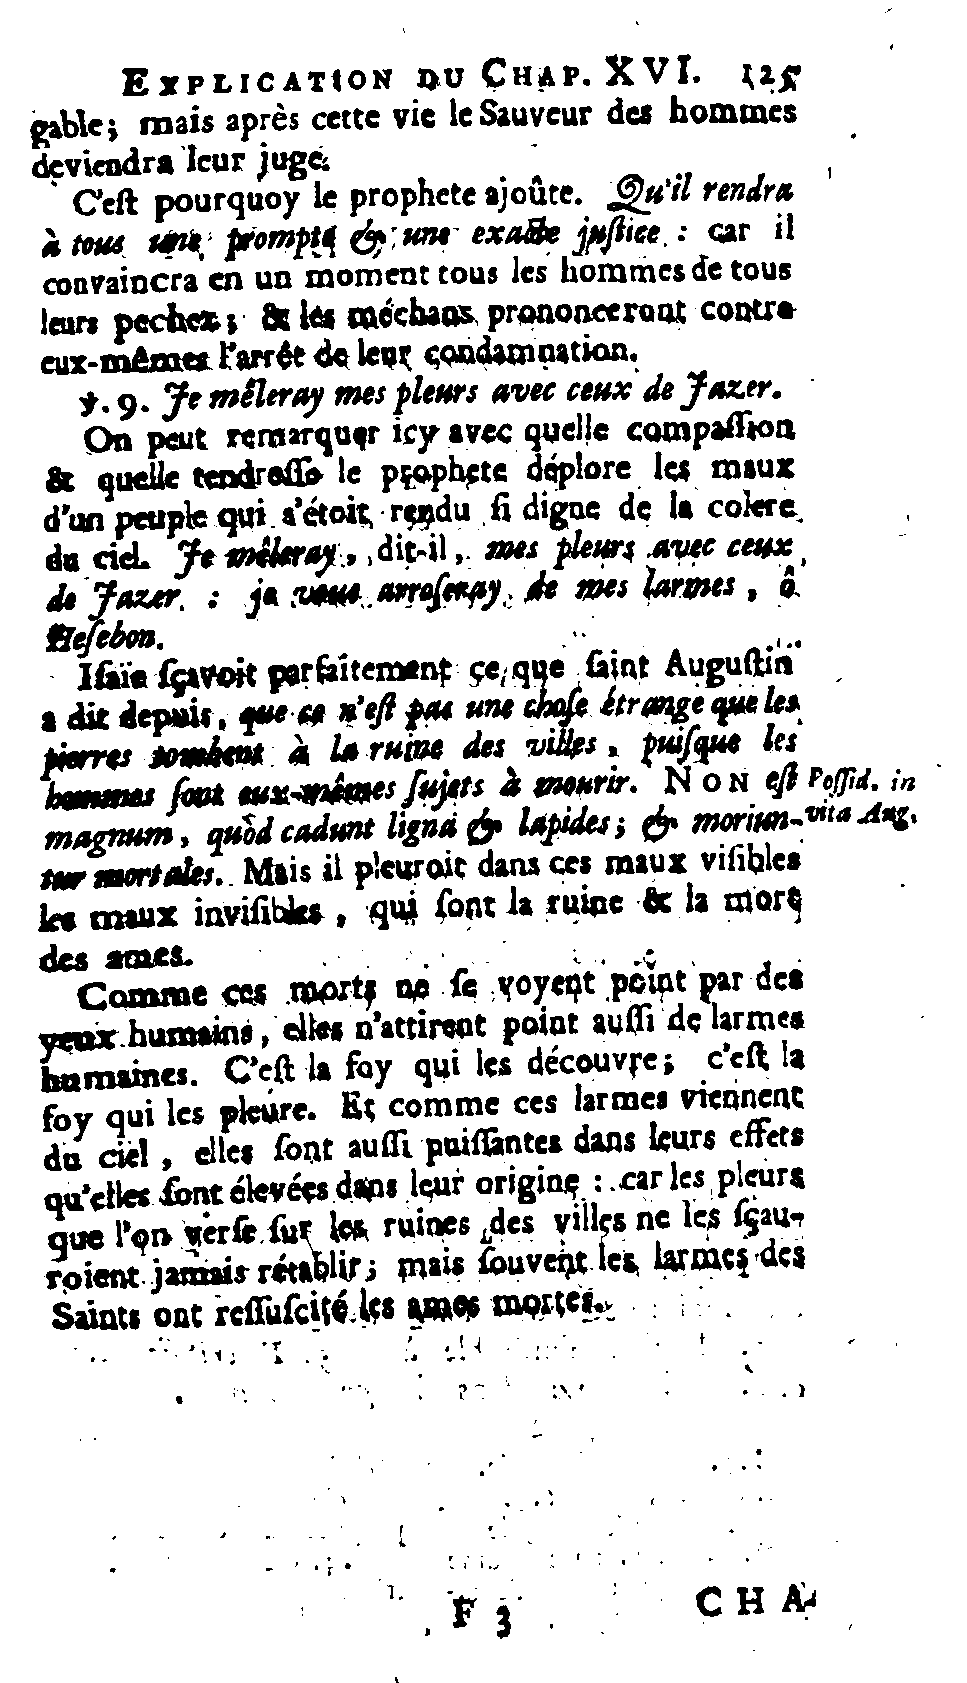 EXPLICATION DU CHAP. XVI. 125
gable; mais après cette vie le Sauveur des hommes
deviendra leur juge.
C'eſt pourquoy le prophete ajoûte. Qu'il rendra
à tous une prompte & une exacte juſtice : car il
convaincra en un moment tous les hommes de tous
leurs pechez; & les méchans prononceront contre
eux-mêmes l'arrêt de leur condamnation.
℣. 9. Je mêleray mes pleurs avec ceux de Jazer.
On peut remarquer icy avec quelle compaſſion
& quelle tendreſſe le prophete déplore les maux
d'un peuple qui s'étoit rendu ſi digne de la colere
du ciel. Je mêleray, dit-il, mes pleurs avec ceux
de Jazer : je vous arroſeray de mes larmes, ô
Heſebon.
Iſaïe ſçavoit parfaitement ce que ſaint Auguſtin
a dit depuis, que ce n'eſt pas une choſe étrange que les
pierres tombent à la ruine des villes, puiſque les
hommes ſont eux-mêmes ſujets à mourir. NON eſt
magnum, quòd cadunt ligna & lapides; & moriun-
tur mortales. Mais il pleuroit dans ces maux viſibles
les maux inviſibles, qui ſont la ruine & la mort
des ames.
Poſſid. in
vita Aug.
Comme ces morts ne ſe voyent point par des
yeux humains, elles n'attirent point auſſi de larmes
humaines. C'eſt la foy qui les découvre; c'eſt la
foy qui les pleure. Et comme ces larmes viennent
du ciel, elles ſont auſſi puiſſantes dans leurs effets
qu'elles ſont élevées dans leur origine : car les pleurs
que l'on verſe ſur les ruines des villes ne les ſçau-
roient jamais rétablir; mais ſouvent les larmes des
Saints ont reſſuſcité les ames mortes.
F 3 CHA-